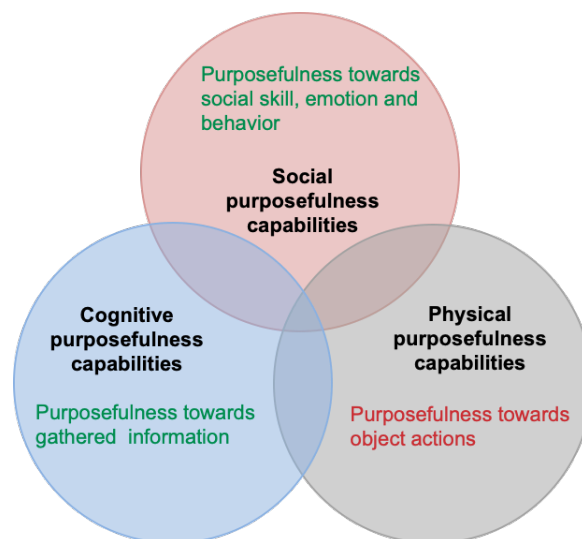 Purposefulness towards
social skill, emotion and
behavior
Social
purposefulness
capabilities
Cognitive
purposefulness
capabilities
Purposefulness towards
gathered  information
Physical
purposefulness
capabilities
Purposefulness towards
object actions